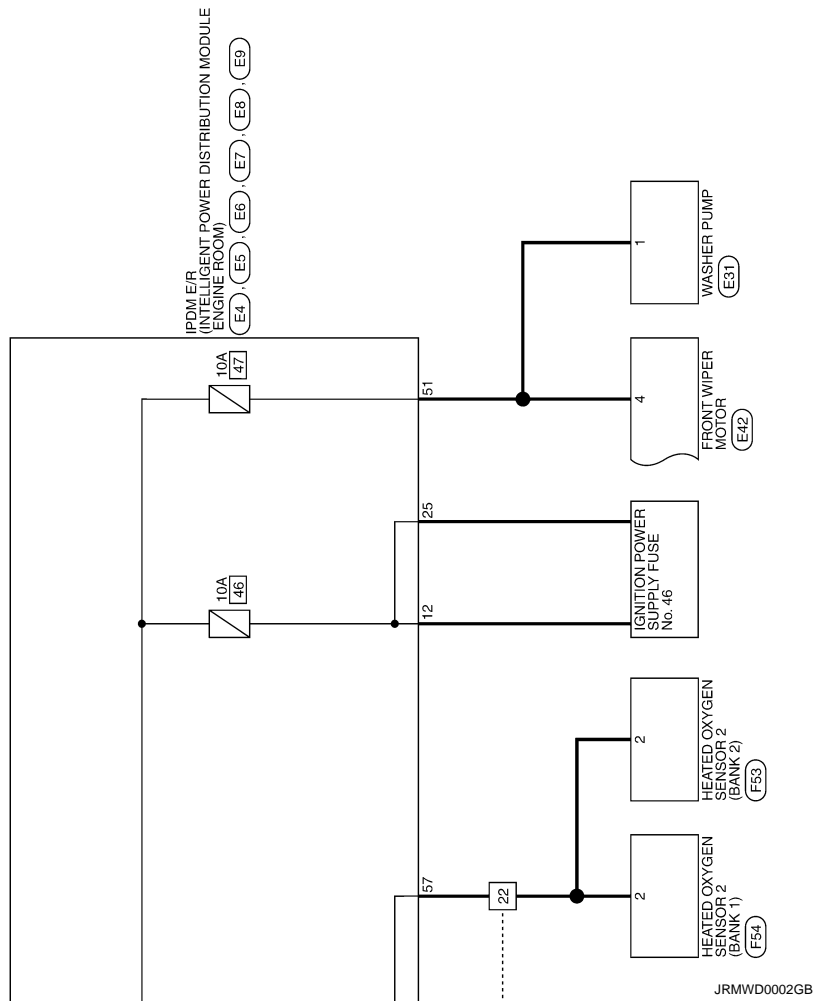 IPDM E/R
(INTELLIGENT POWER DISTRIBUTION MODULE
ENGINE ROOM)
E4 , E5 , E6 , E7 , E8 , E9
10A
47
51
1
WASHER PUMP
E31
4
FRONT WIPER
MOTOR
E42
10A
46
25
12
IGNITION POWER
SUPPLY FUSE
No. 46
2
HEATED OXYGEN
SENSOR 2
(BANK 2)
F53
57
22
2
HEATED OXYGEN
SENSOR 2
(BANK 1)
F54
JRMWD0002GB